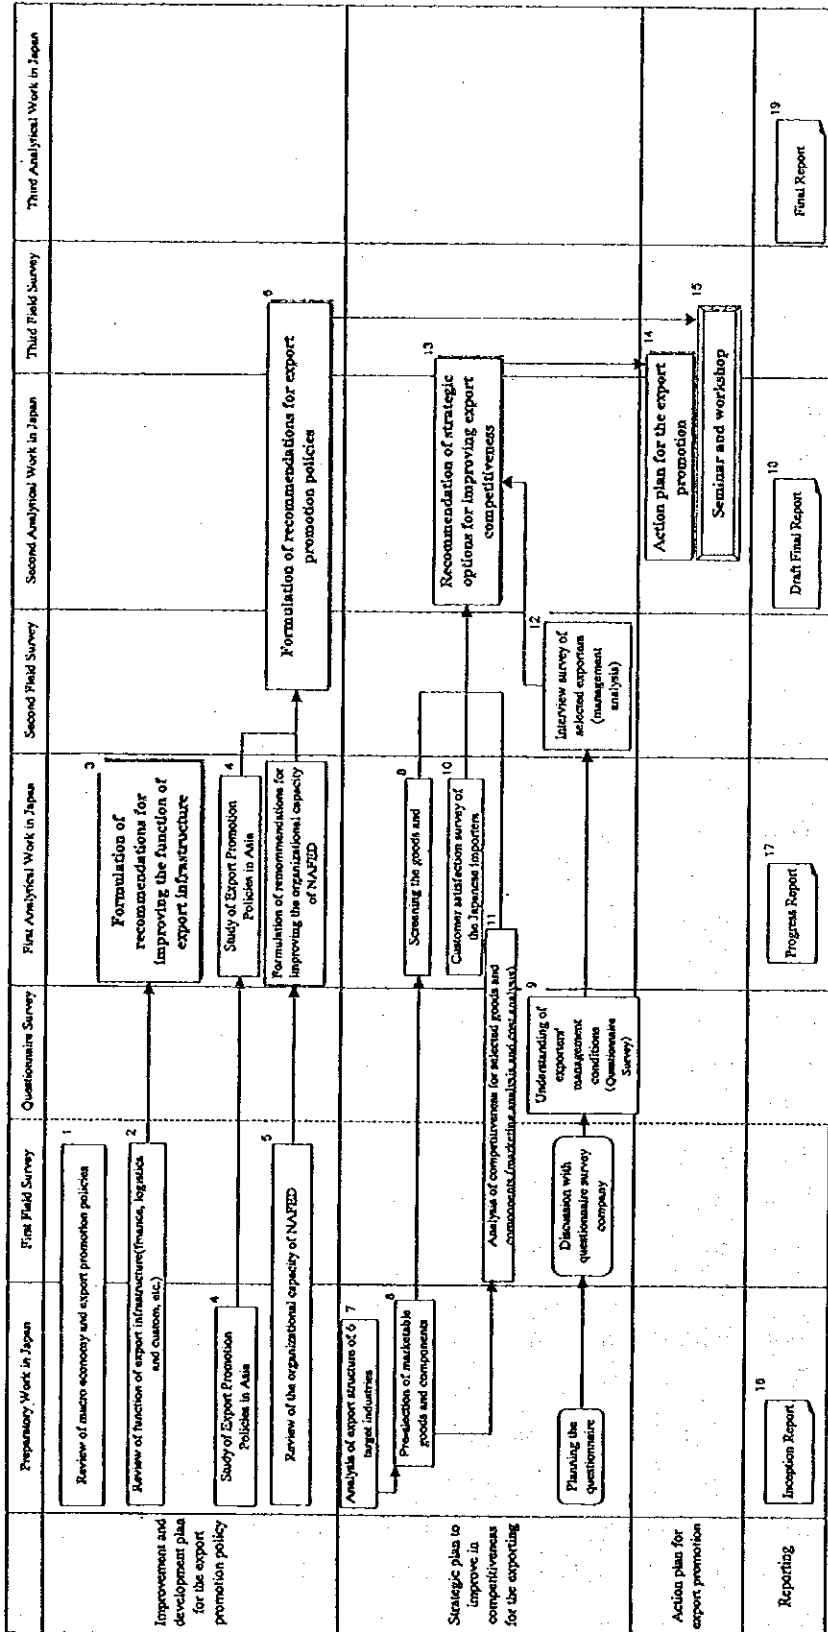 Preparatory Work in Japan
First Field Survey
Questionnaire Survey
First Analytical Work in Japan
Second Field Survey
Second Analytical Work in Japan
Third Field Survey
Third Analytical Work in Japan
Improvement and
development plan
for the export
promotion policy
1
Review of macro economy and export promotion policies
2
Review of function of export infrastructure(finance, logistics
and custom, etc.)
3
Formulation of
recommendations for
improving the function of
export infrastructure
4
Study of Export Promotion
Policies in Asia
4
Study of Export Promotion
Policies in Asia
5
Review of the organizational capacity of NAFED
Formulation of remommendations for
improving the organizational capacity
of NAFED
6
Formulation of recommendations for export
promotion policies
Strategic plan to
improve in
competitiveness
for the exporting
7
Analysis of export structure of 6
target industries
8
Pre-selection of marketable
goods and components
8
Screening the goods and
10
Customer satisfaction survey of
the Japanese importers
11
Analysis of competitiveness for selected goods and
components (marketing analysis and cost analysis)
13
Recommendation of strategic
options for improving export
competitiveness
Planning the
questionnaire
Discussion with
questionnaire survey
company
9
Understanding of
exporters'
management
conditions
(Questionnaire
Survey)
12
Interview survey of
selected exporters
(management
analysis)
Action plan for
export promotion
14
Action plan for the export
promotion
15
Seminar and workshop
Reporting
16
Inception Report
17
Progress Report
Draft Final Report
19
Final Report